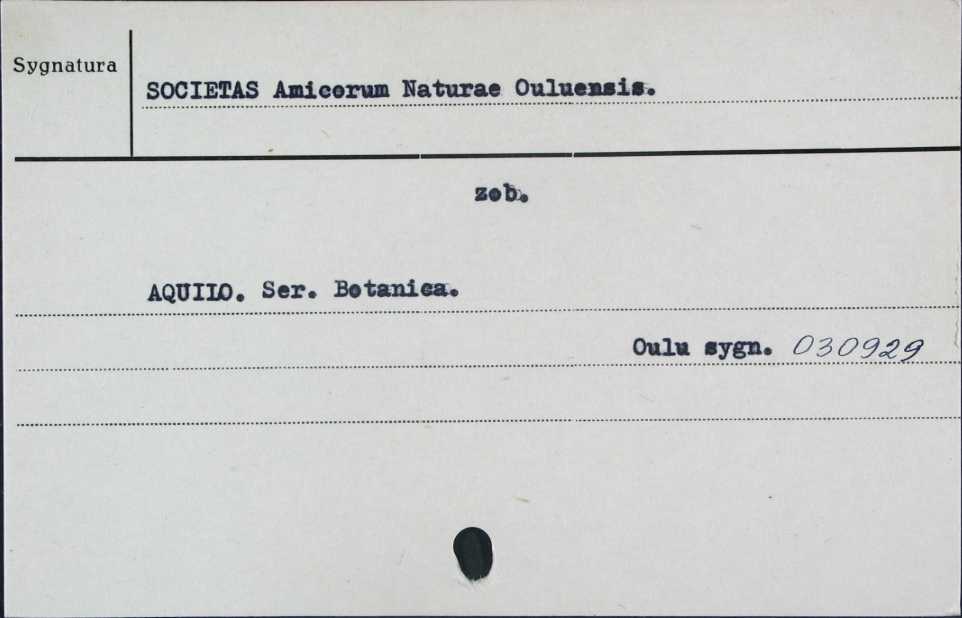 Sygnatura
SOCIETAS Amicorum Naturae Ouluensis.
zob.
AQUILO. Ser. Botanica.
Oulu sygn. 030929